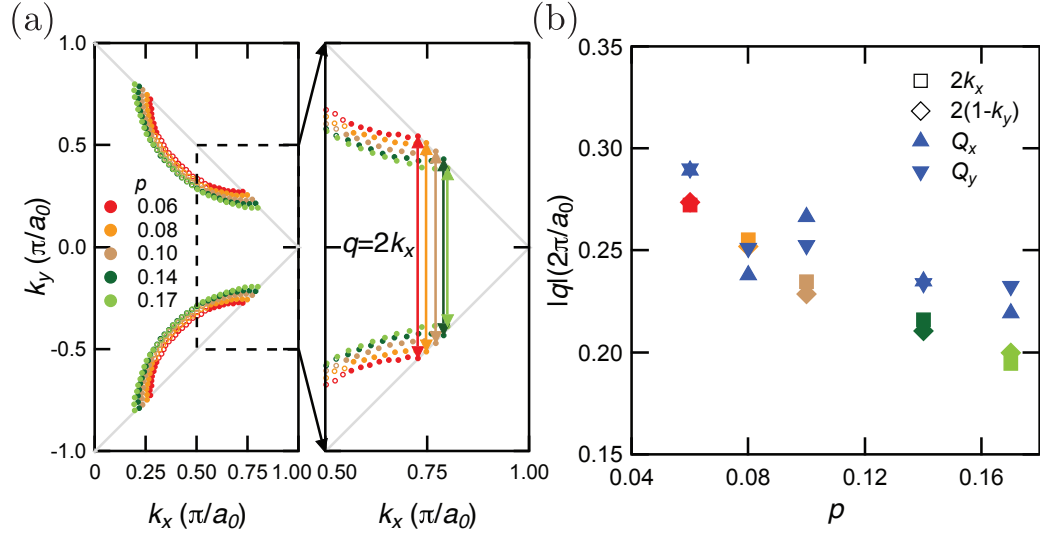 (a)
1.0
0.5
0.0
-0.5
-1.0
k_y (π/a_0)
p
0.06
0.08
0.10
0.14
0.17
0
0.25
0.50
0.75
1.00
k_x (π/a_0)
q=2k_x
0.50
0.75
1.00
k_x (π/a_0)
(b)
0.35
0.30
0.25
0.20
0.15
|q|(2π/a_0)
2k_x
2(1-k_y)
Q_x
Q_y
0.04
0.08
0.12
0.16
p